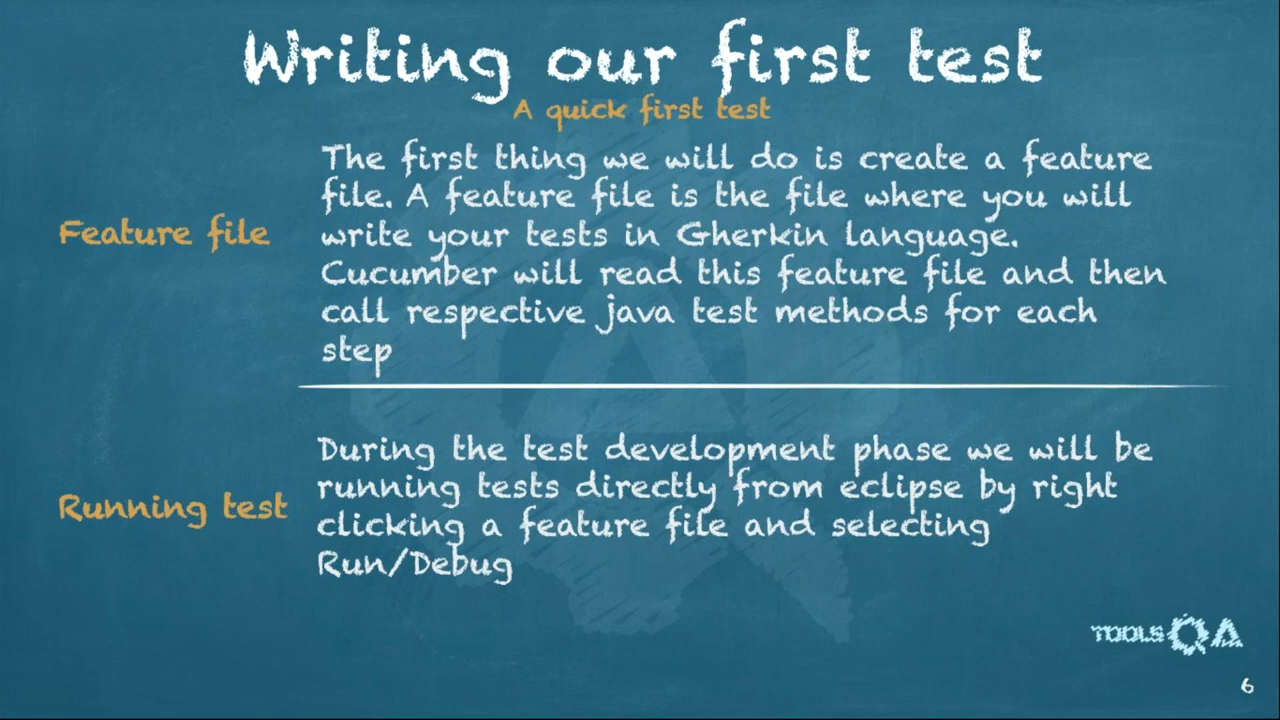 Writing our first test
A quick first test
Feature file
The first thing we will do is create a feature
file. A feature file is the file where you will
write your tests in Gherkin language.
Cucumber will read this feature file and then
call respective java test methods for each
step
Running test
During the test development phase we will be
running tests directly from eclipse by right
clicking a feature file and selecting
Run/Debug
TOOLS QA
6